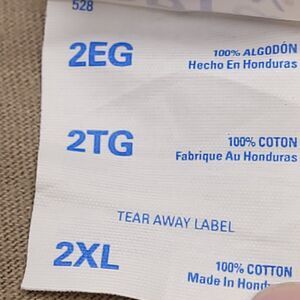 528
2EG
100% ALGODÓN
Hecho En Honduras
2TG
100% COTON
Fabrique Au Honduras
TEAR AWAY LABEL
2XL
100% COTTON
Made In